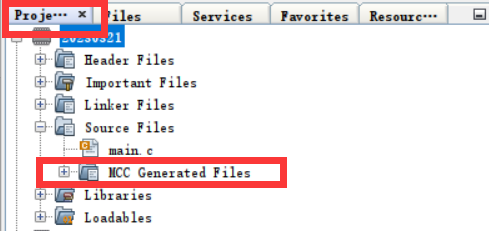 Proje··· × Files Services Favorites Resourc···
20230921
Header Files
Important Files
Linker Files
Source Files
main.c
MCC Generated Files
Libraries
Loadables